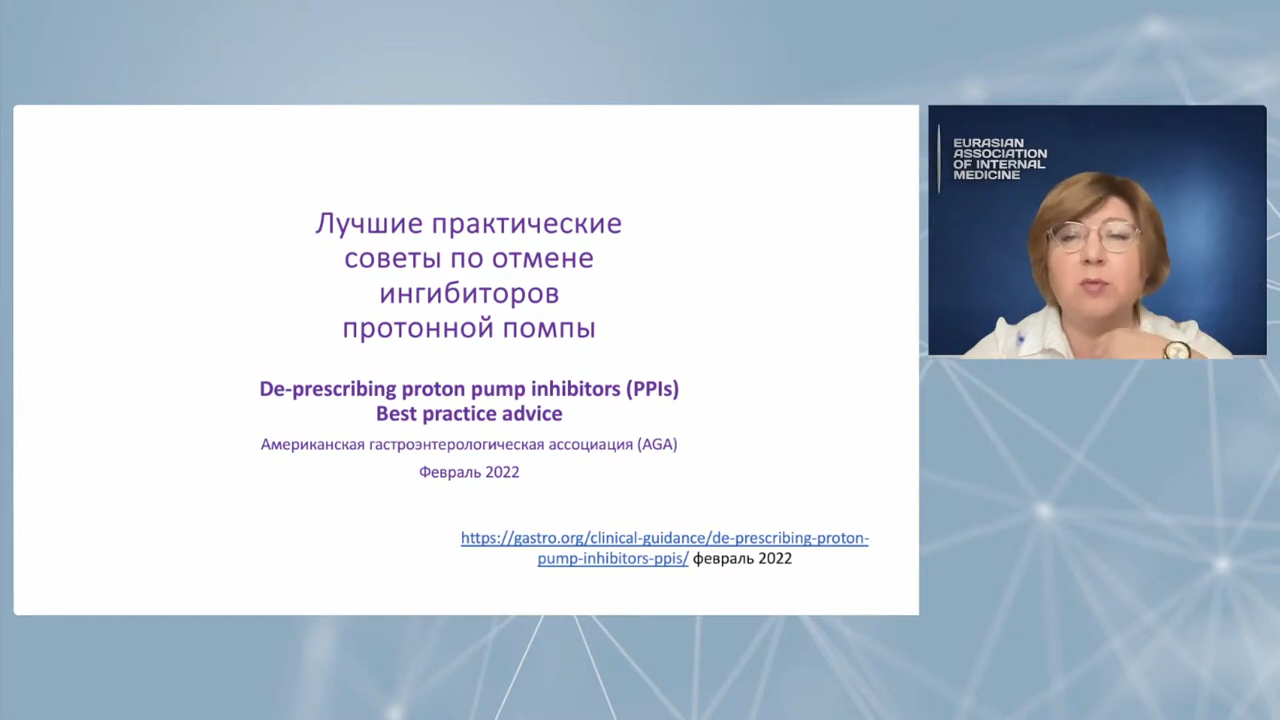 Лучшие практические
советы по отмене
ингибиторов
протонной помпы
De-prescribing proton pump inhibitors (PPIs)
Best practice advice
Американская гастроэнтерологическая ассоциация (AGA)
Февраль 2022
https://gastro.org/clinical-guidance/de-prescribing-proton-
pump-inhibitors-ppis/ февраль 2022
EURASIAN
ASSOCIATION
OF INTERNAL
MEDICINE